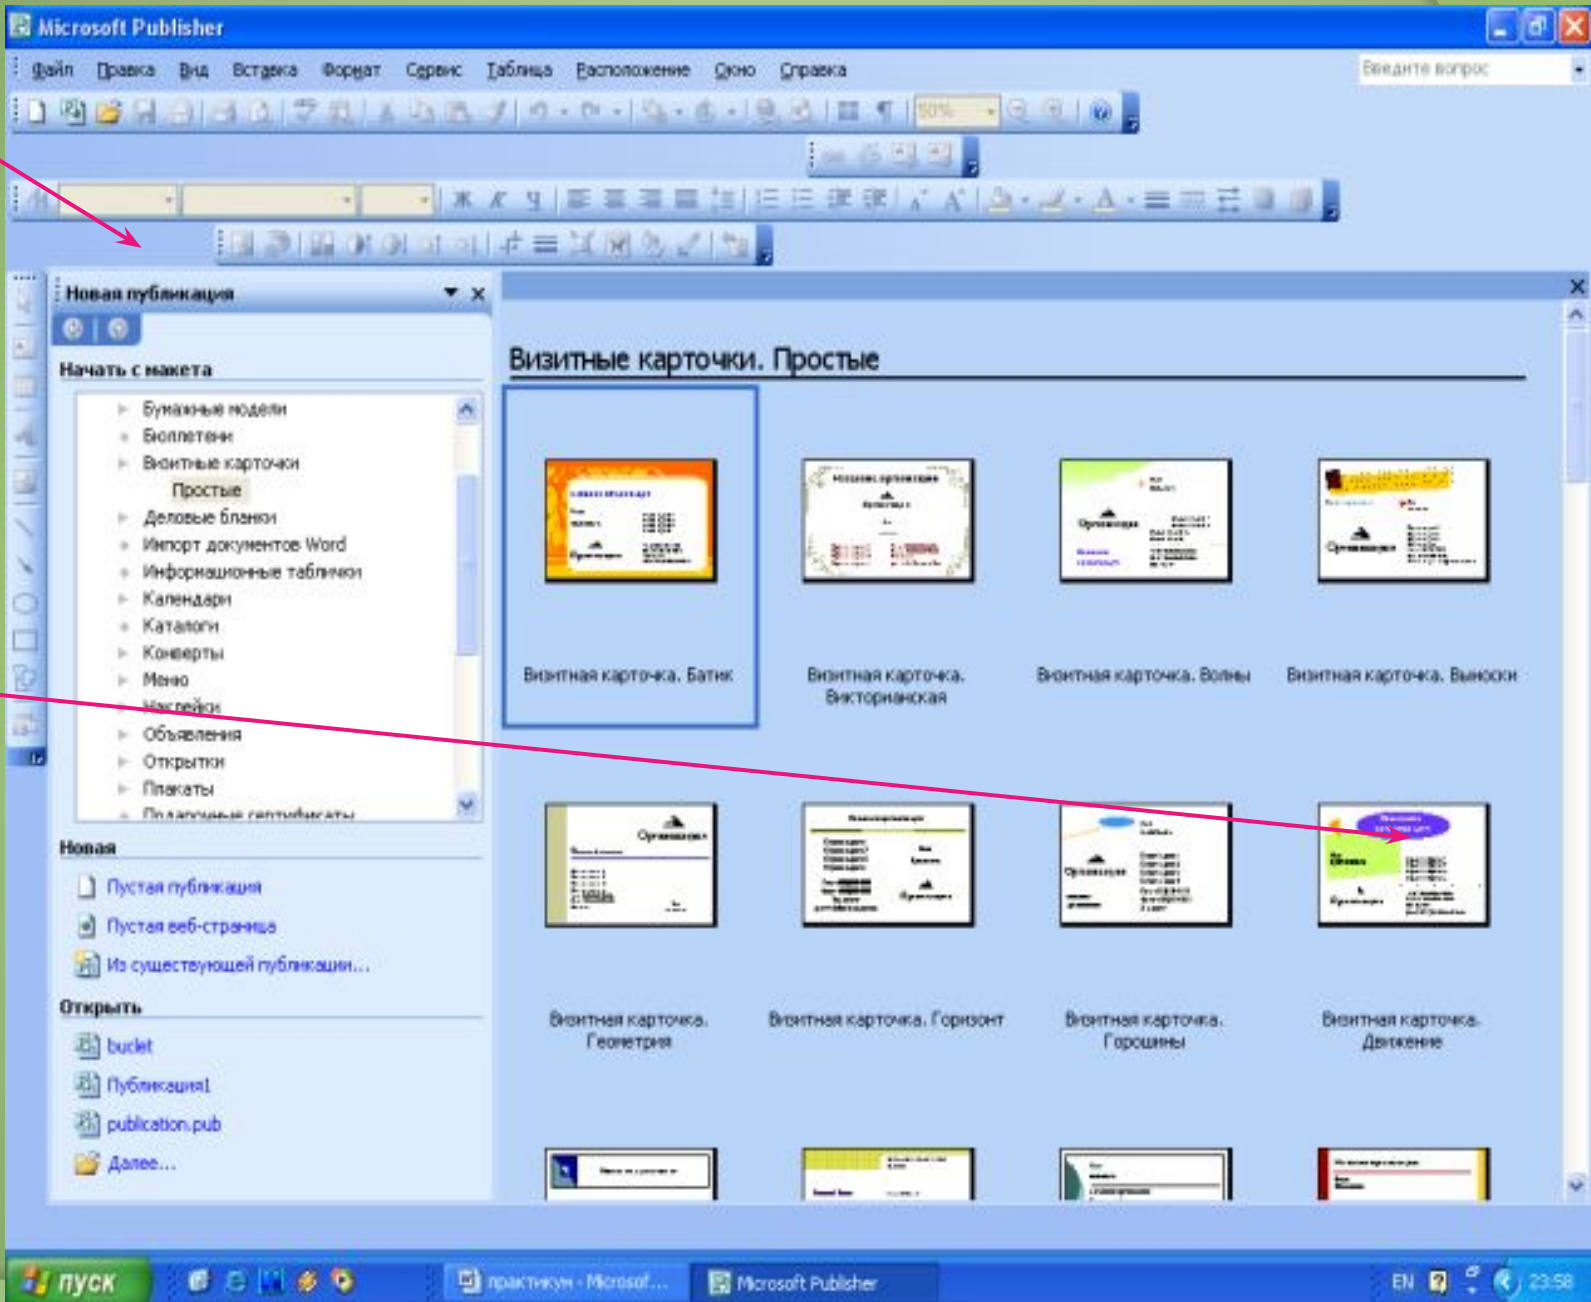 Microsoft Publisher
Файл Правка Вид Вставка Формат Сервис Таблица Расположение Окно Справка
Введите вопрос
50%
Ж К Ч
Новая публикация
Начать с макета
Бумажные модели
Бюллетени
Визитные карточки
Простые
Деловые бланки
Импорт документов Word
Информационные таблички
Календари
Каталоги
Конверты
Меню
Наклейки
Объявления
Открытки
Плакаты
Подарочные сертификаты
Новая
Пустая публикация
Пустая веб-страница
Из существующей публикации...
Открыть
buclet
Публикация1
publication.pub
Далее...
Визитные карточки. Простые
Визитная карточка. Батик
Визитная карточка.
Викторианская
Визитная карточка. Волны
Визитная карточка. Выноски
Визитная карточка.
Геометрия
Визитная карточка. Горизонт
Визитная карточка.
Горошины
Визитная карточка.
Движение
пуск
практикум - Microsof...
Microsoft Publisher
EN
23:58